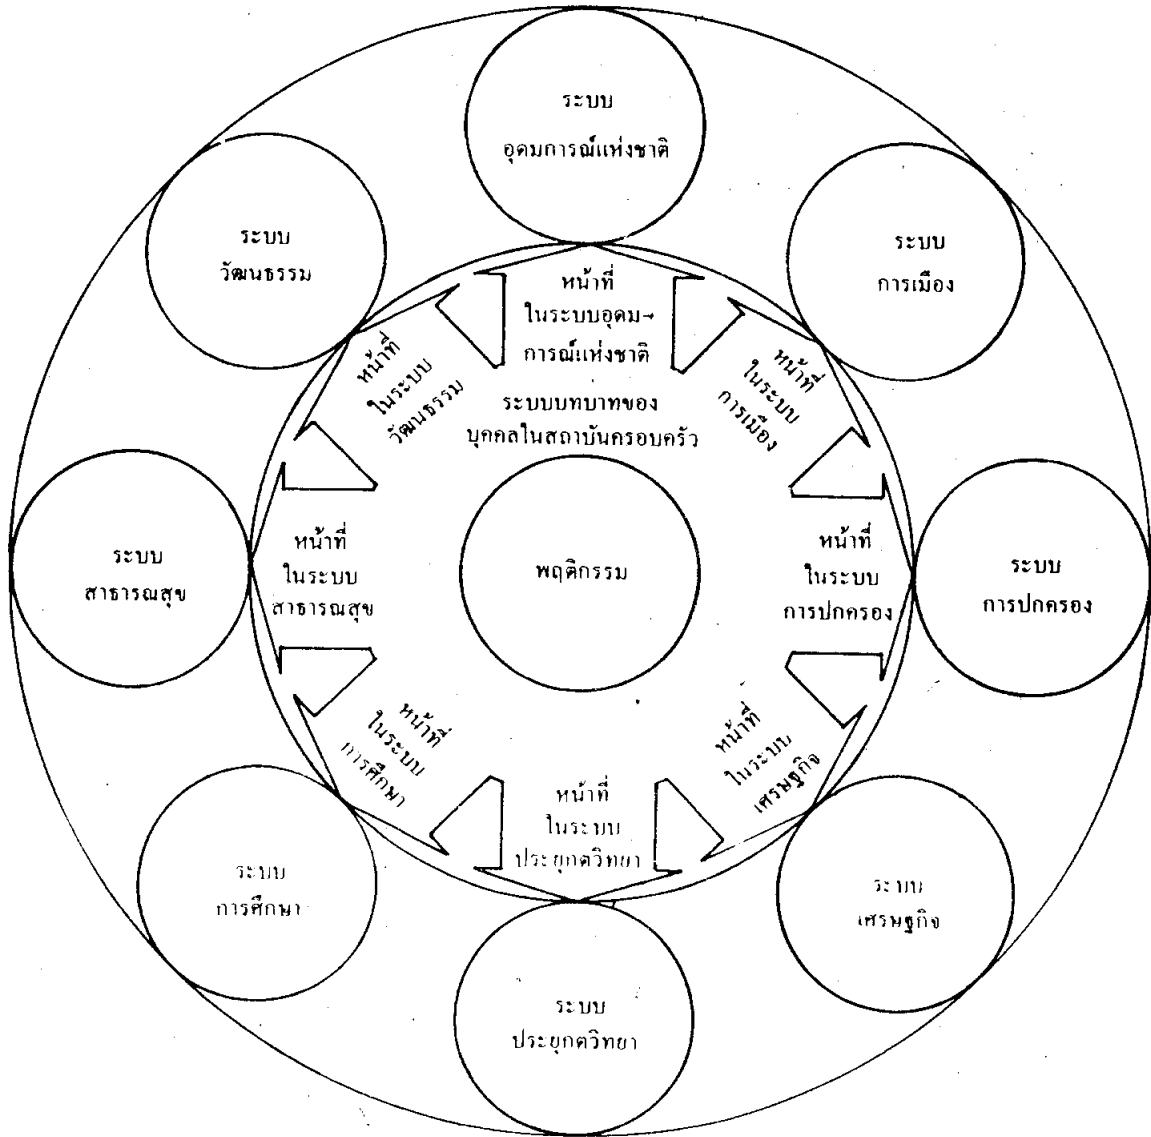 ระบบ
อุดมการณ์แห่งชาติ
ระบบ
วัฒนธรรม
ระบบ
การเมือง
หน้าที่
ในระบบอุดม-
การณ์แห่งชาติ
หน้าที่
ในระบบ
วัฒนธรรม
หน้าที่
ในระบบ
การเมือง
ระบบบทบาทของ
บุคคลในสถาบันครอบครัว
ระบบ
สาธารณสุข
หน้าที่
ในระบบ
สาธารณสุข
พฤติกรรม
หน้าที่
ในระบบ
การปกครอง
ระบบ
การปกครอง
หน้าที่
ในระบบ
การศึกษา
หน้าที่
ในระบบ
ประยุกตวิทยา
หน้าที่
ในระบบ
เศรษฐกิจ
ระบบ
การศึกษา
ระบบ
เศรษฐกิจ
ระบบ
ประยุกตวิทยา